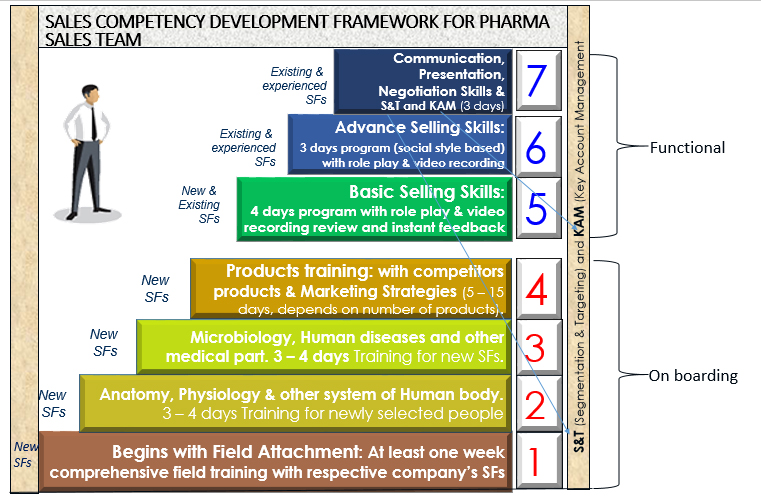 SALES COMPETENCY DEVELOPMENT FRAMEWORK FOR PHARMA
SALES TEAM
Existing &
experienced
SFs
Communication,
Presentation,
Negotiation Skills &
S&T and KAM (3 days)
7
Existing &
experienced
SFs
Advance Selling Skills:
3 days program (social style based)
with role play & video recording
6
New &
Existing
SFs
Basic Selling Skills:
4 days program with role play & video
recording review and instant feedback
5
Functional
New
SFs
Products training: with competitors
products & Marketing Strategies (5 – 15
days, depends on number of products).
4
New
SFs
Microbiology, Human diseases and other
medical part. 3 – 4 days Training for new SFs.
3
New
SFs
Anatomy, Physiology & other system of Human body.
3 – 4 days Training for newly selected people
2
New
SFs
Begins with Field Attachment: At least one week
comprehensive field training with respective company's SFs
1
On boarding
S&T (Segmentation & Targeting) and KAM (Key Account Management